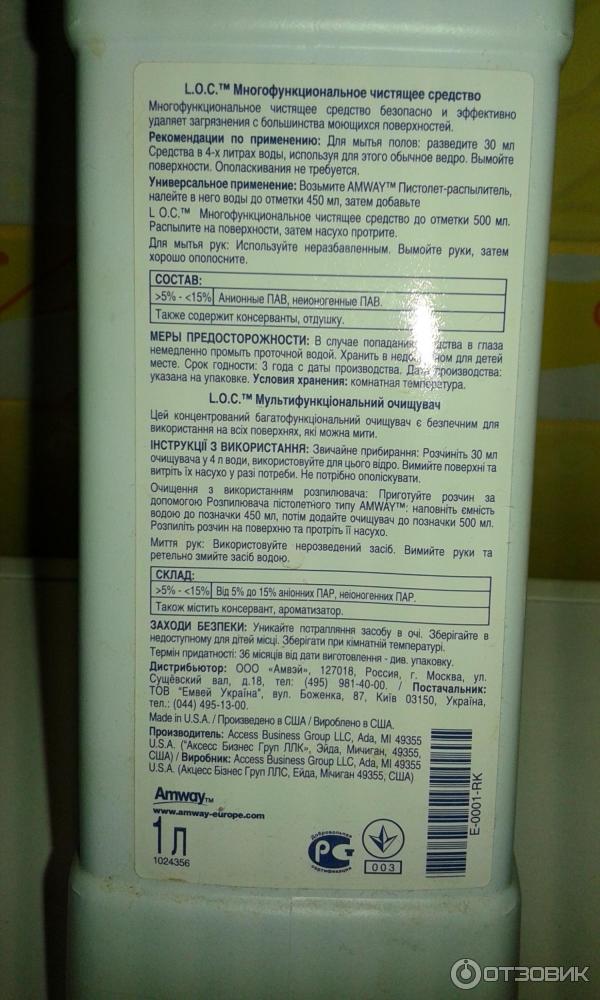 L.O.C.™ Многофункциональное чистящее средство
Многофункциональное чистящее средство безопасно и эффективно
удаляет загрязнения с большинства моющихся поверхностей.
Рекомендации по применению: Для мытья полов: разведите 30 мл
Средства в 4-х литрах воды, используя для этого обычное ведро. Вымойте
поверхности. Ополаскивания не требуется.
Универсальное применение: Возьмите AMWAY™ Пистолет-распылитель,
налейте в него воды до отметки 450 мл, затем добавьте
L O.C.™ Многофункциональное чистящее средство до отметки 500 мл.
Распылите на поверхности, затем насухо протрите.
Для мытья рук: Используйте неразбавленным. Вымойте руки, затем
хорошо ополосните.
СОСТАВ:
>5% - <15% Анионные ПАВ, неионогенные ПАВ.
Также содержит консерванты, отдушку.
МЕРЫ ПРЕДОСТОРОЖНОСТИ: В случае попадания средства в глаза
немедленно промыть проточной водой. Хранить в недоступном для детей
месте. Срок годности: 3 года с даты производства. Дата производства:
указана на упаковке. Условия хранения: комнатная температура.
L.O.C.™ Мультифункціональний очищувач
Цей концентрований багатофункціональний очищувач є безпечним для
використання на всіх поверхнях, які можна мити.
ІНСТРУКЦІЇ З ВИКОРИСТАННЯ: Звичайне прибирання: Розчиніть 30 мл
очищувача у 4 л води, використовуйте для цього відро. Вимийте поверхні та
витріть їх насухо у разі потреби. Не потрібно ополіскувати.
Очищення з використанням розпилювача: Приготуйте розчин за
допомогою Розпилювача пістолетного типу AMWAY™: наповніть ємність
водою до позначки 450 мл, потім додайте очищувач до позначки 500 мл.
Розпиліть розчин на поверхню та протріть її насухо.
Миття рук: Використовуйте нерозведений засіб. Вимийте руки та
ретельно змийте засіб водою.
СКЛАД:
>5% - <15% Від 5% до 15% аніонних ПАР, неіоногенних ПАР.
Також містить консервант, ароматизатор.
ЗАХОДИ БЕЗПЕКИ: Уникайте потрапляння засобу в очі. Зберігайте в
недоступному для дітей місці. Зберігати при кімнатній температурі.
Термін придатності: 36 місяців від дати виготовлення - див. упаковку.
Дистрибьютор: ООО «Амвэй», 127018, Россия, г. Москва, ул.
Сущёвский вал, д.18, тел: (495) 981-40-00. / Постачальник:
ТОВ "Емвей Україна", вул. Боженка, 87, Київ 03150, Україна,
тел.: (044) 495-13-00.
Made in U.S.A. / Произведено в США / Вироблено в США.
Производитель: Access Business Group LLC, Ada, MI 49355
U.S.A. ("Аксесс Бизнес Груп ЛЛК», Эйда, Мичиган, 49355,
США) / Виробник: Access Business Group LLC, Ada, MI 49355
U.S.A. (Акцесс Бізнес Груп ЛЛС, Ейда, Мічиган 49355, США)
Amway™
www.amway-europe.com
1 л
1024356
Добровольная
РСТ
сертификация
003
E-0001-RK
ОТЗОВИК